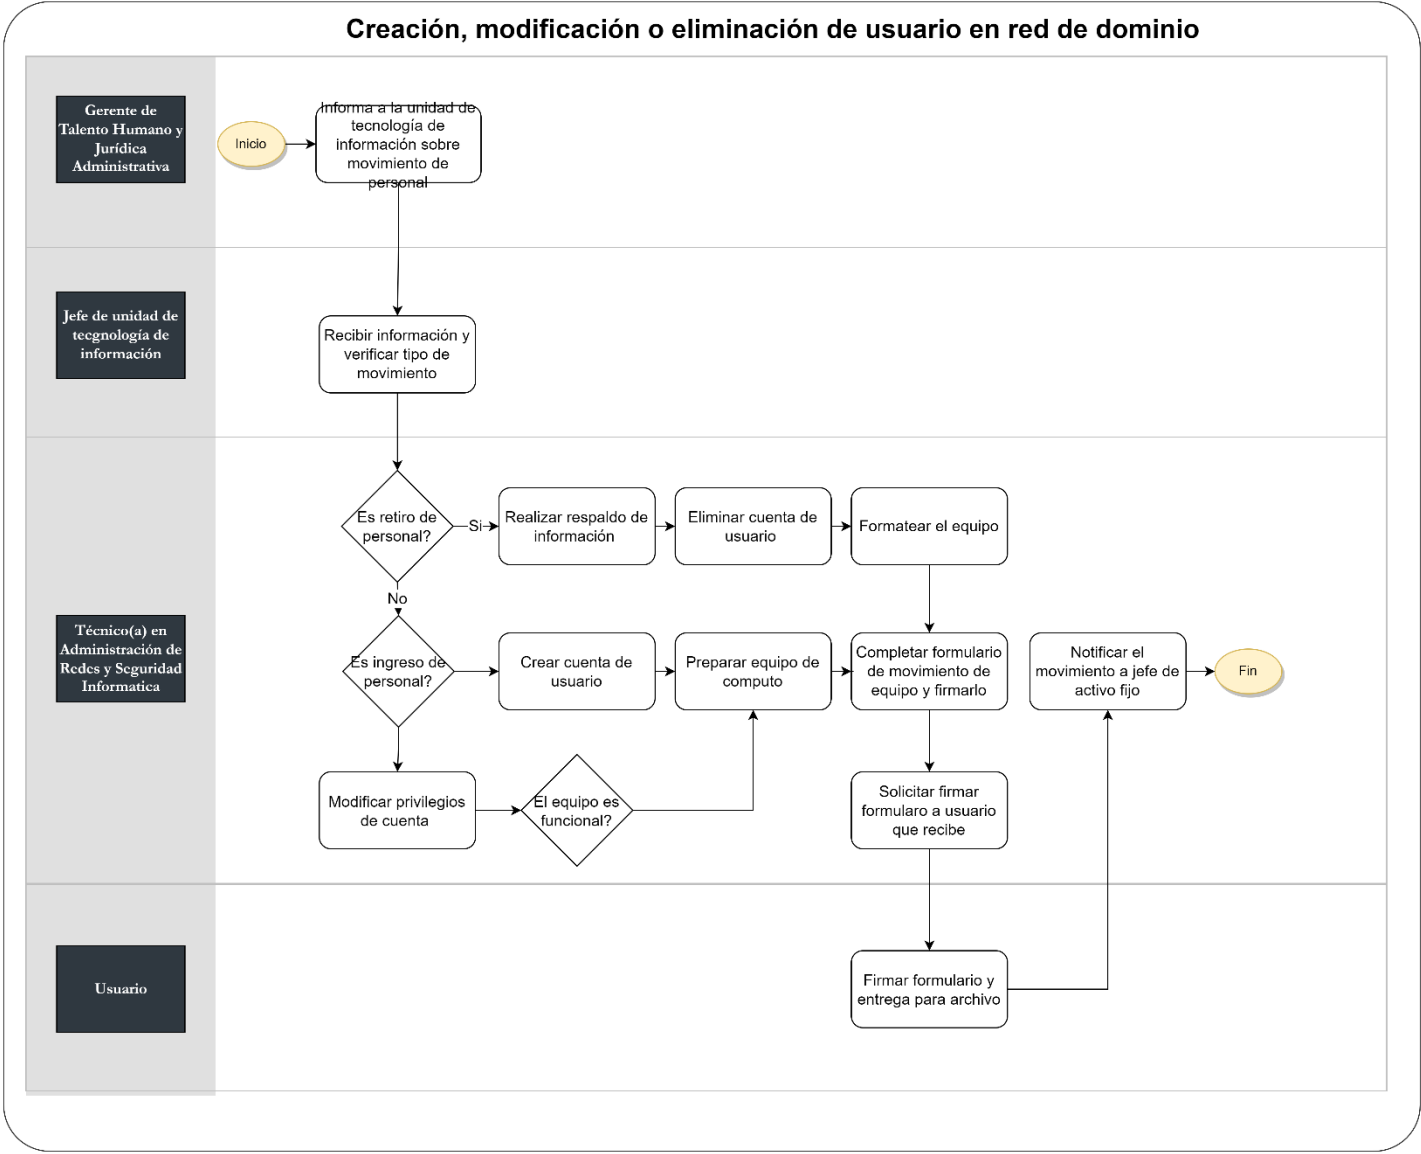 Creación, modificación o eliminación de usuario en red de dominio
Gerente de
Talento Humano y
Jurídica
Administrativa
Inicio
Informa a la unidad de
tecnología de
información sobre
movimiento de
personal
Jefe de unidad de
tecgnología de
información
Recibir información y
verificar tipo de
movimiento
Técnico(a) en
Administración de
Redes y Seguridad
Informatica
Es retiro de
personal?
Si
Realizar respaldo de
información
Eliminar cuenta de
usuario
Formatear el equipo
No
Es ingreso de
personal?
Crear cuenta de
usuario
Preparar equipo de
computo
Completar formulario
de movimiento de
equipo y firmarlo
Notificar el
movimiento a jefe de
activo fijo
Fin
Modificar privilegios
de cuenta
El equipo es
funcional?
Solicitar firmar
formularo a usuario
que recibe
Usuario
Firmar formulario y
entrega para archivo